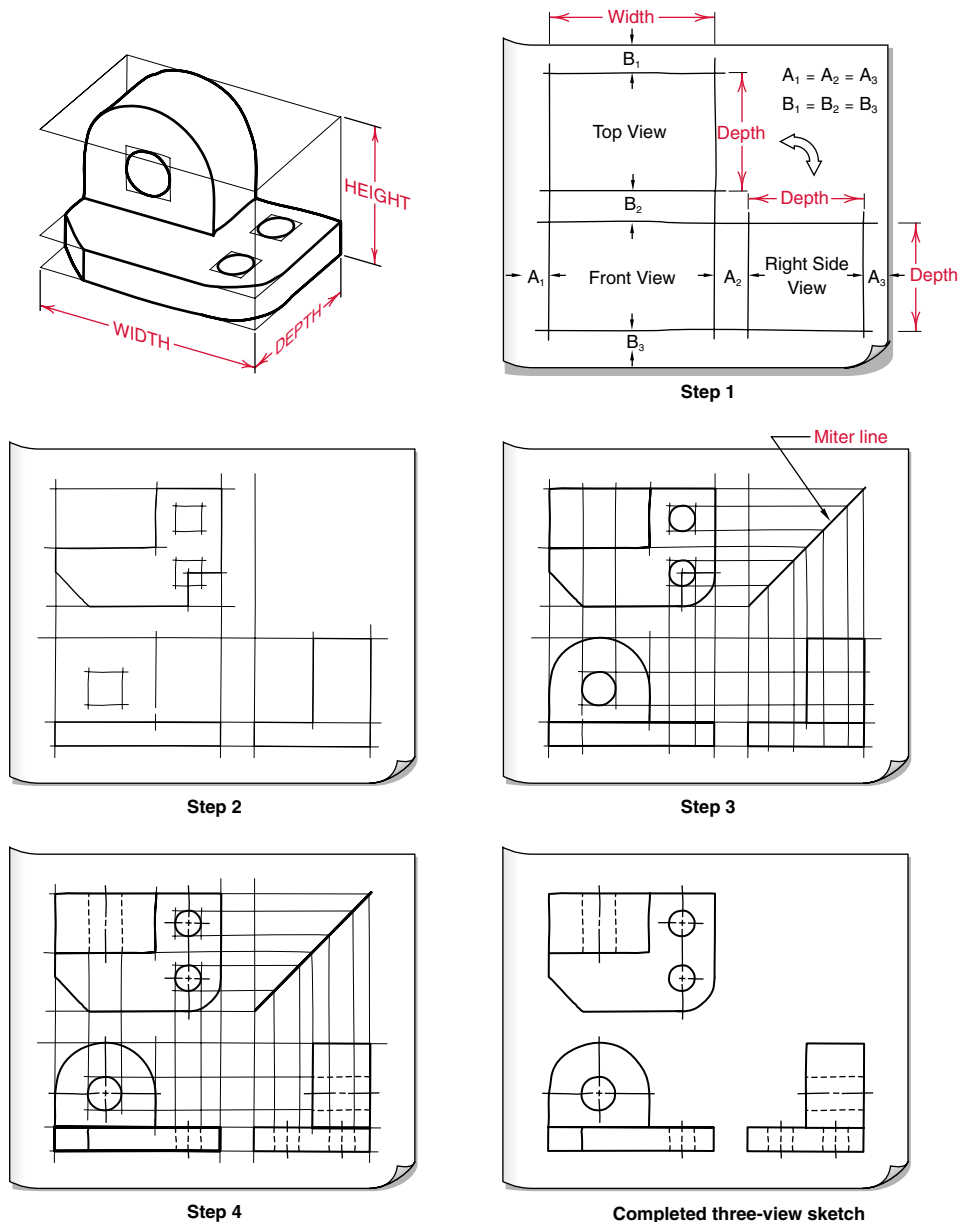 HEIGHT
WIDTH
DEPTH
Width
B₁
A₁ = A₂ = A₃
B₁ = B₂ = B₃
Top View
Depth
B₂
Depth
A₁
Front View
A₂
Right Side
View
A₃
Depth
B₃
Step 1
Step 2
Miter line
Step 3
Step 4
Completed three-view sketch